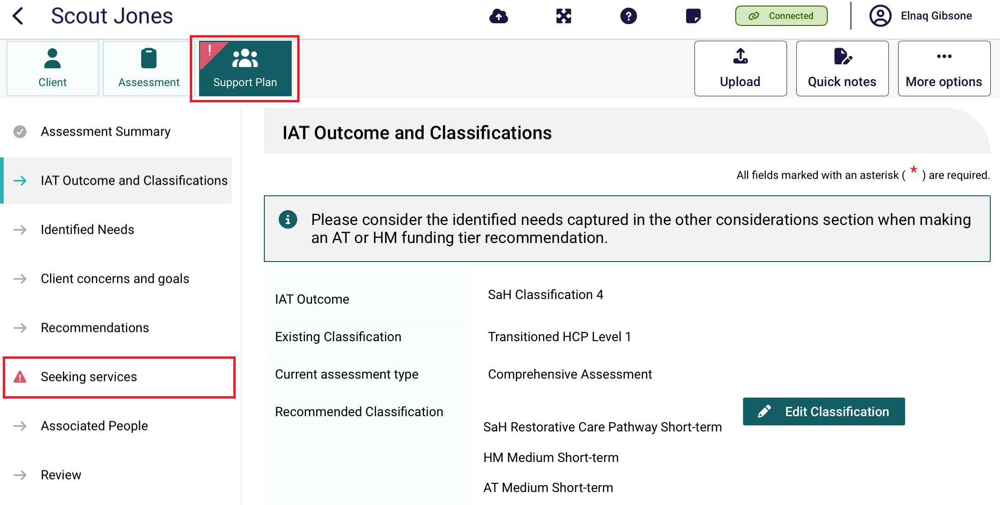 Scout Jones
Connected
Elnaq Gibsone
Client
Assessment
Support Plan
Upload
Quick notes
More options
Assessment Summary
IAT Outcome and Classifications
Identified Needs
Client concerns and goals
Recommendations
Seeking services
Associated People
Review
IAT Outcome and Classifications
All fields marked with an asterisk ( * ) are required.
Please consider the identified needs captured in the other considerations section when making
an AT or HM funding tier recommendation.
IAT Outcome
SaH Classification 4
Existing Classification
Transitioned HCP Level 1
Current assessment type
Comprehensive Assessment
Recommended Classification
Edit Classification
SaH Restorative Care Pathway Short-term
HM Medium Short-term
AT Medium Short-term